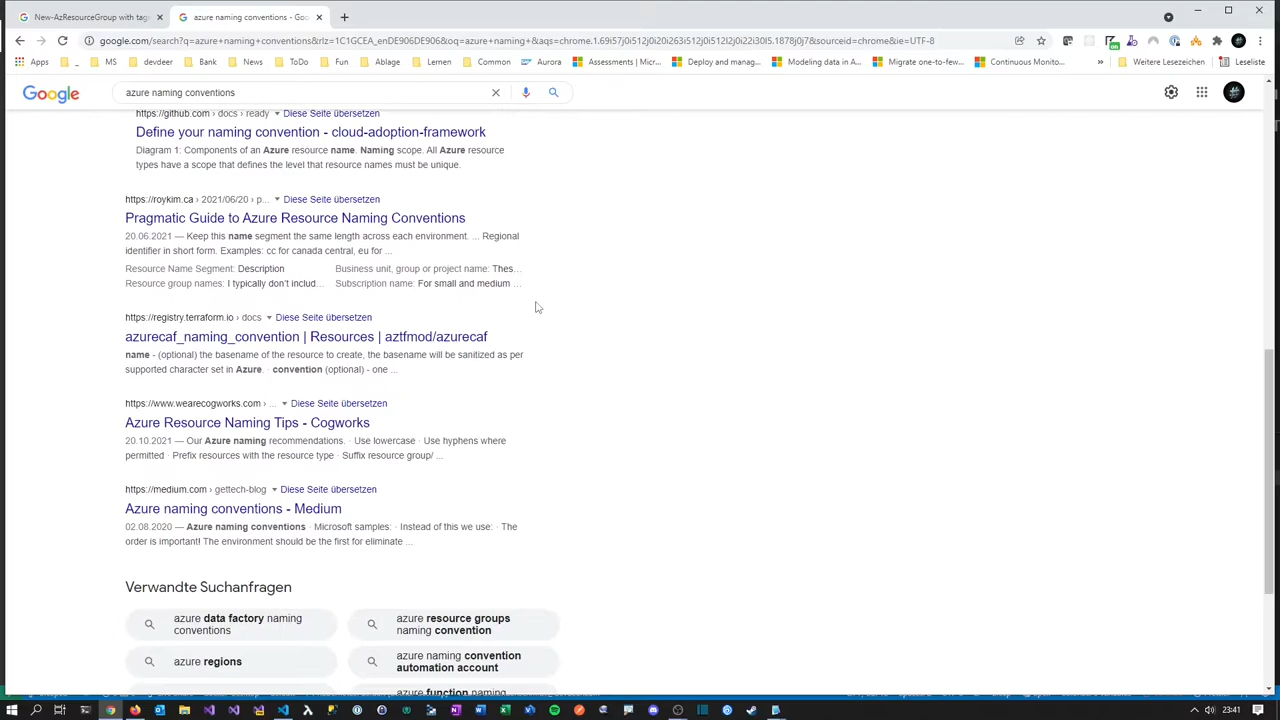 New-AzResourceGroup with tags
azure naming conventions - Goo
google.com/search?q=azure+naming+conventions&rlz=1C1GCEA_enDE906DE906&oq=azure+naming+&aqs=chrome.1.69i57j0i512j0i20i263i512j0i512l2j0i22i30l5.1878j0j7&sourceid=chrome&ie=UTF-8
Apps _ MS devdeer Bank News ToDo Fun Ablage Lernen Common Aurora Assessments | Micr... Deploy and manag... Modeling data in A... Migrate one-to-few... Continuous Monito... » Weitere Lesezeichen Leseliste
Google
azure naming conventions
https://github.com › docs › ready Diese Seite übersetzen
Define your naming convention - cloud-adoption-framework
Diagram 1: Components of an Azure resource name. Naming scope. All Azure resource
types have a scope that defines the level that resource names must be unique.
https://roykim.ca › 2021/06/20 › p... Diese Seite übersetzen
Pragmatic Guide to Azure Resource Naming Conventions
20.06.2021 — Keep this name segment the same length across each environment. ... Regional
identifier in short form. Examples: cc for canada central, eu for ...
Resource Name Segment: Description Business unit, group or project name: Thes...
Resource group names: I typically don't includ... Subscription name: For small and medium ...
https://registry.terraform.io › docs Diese Seite übersetzen
azurecaf_naming_convention | Resources | aztfmod/azurecaf
name - (optional) the basename of the resource to create, the basename will be sanitized as per
supported character set in Azure. · convention (optional) - one ...
https://www.wearecogworks.com › ... Diese Seite übersetzen
Azure Resource Naming Tips - Cogworks
20.10.2021 — Our Azure naming recommendations. · Use lowercase · Use hyphens where
permitted · Prefix resources with the resource type · Suffix resource group/ ...
https://medium.com › gettech-blog Diese Seite übersetzen
Azure naming conventions - Medium
02.08.2020 — Azure naming conventions · Microsoft samples: · Instead of this we use: · The
order is important! The environment should be the first for eliminate ...
Verwandte Suchanfragen
azure data factory naming
conventions
azure resource groups
naming convention
azure regions
azure naming convention
automation account
azure function naming
23:41